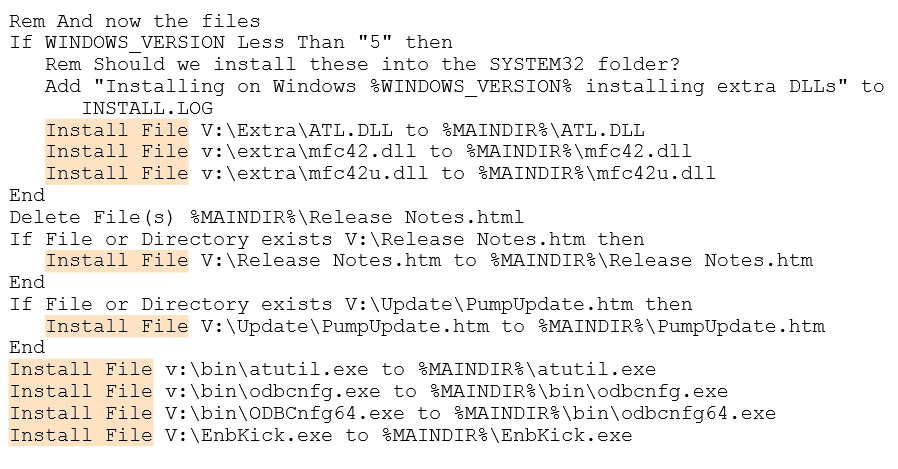 Rem And now the files
If WINDOWS_VERSION Less Than "5" then
Rem Should we install these into the SYSTEM32 folder?
Add "Installing on Windows %WINDOWS_VERSION% installing extra DLLs" to
INSTALL.LOG
Install File V:\Extra\ATL.DLL to %MAINDIR%\ATL.DLL
Install File v:\extra\mfc42.dll to %MAINDIR%\mfc42.dll
Install File v:\extra\mfc42u.dll to %MAINDIR%\mfc42u.dll
End
Delete File(s) %MAINDIR%\Release Notes.html
If File or Directory exists V:\Release Notes.htm then
Install File V:\Release Notes.htm to %MAINDIR%\Release Notes.htm
End
If File or Directory exists V:\Update\PumpUpdate.htm then
Install File V:\Update\PumpUpdate.htm to %MAINDIR%\PumpUpdate.htm
End
Install File v:\bin\atutil.exe to %MAINDIR%\atutil.exe
Install File v:\bin\odbcnfg.exe to %MAINDIR%\bin\odbcnfg.exe
Install File V:\bin\ODBCnfg64.exe to %MAINDIR%\bin\odbcnfg64.exe
Install File V:\EnbKick.exe to %MAINDIR%\EnbKick.exe